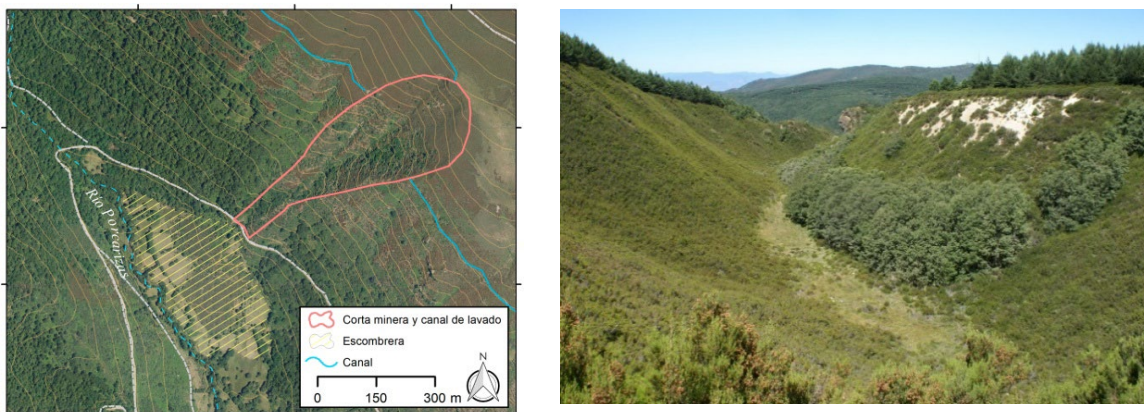 Río Porcarizas
Corta minera y canal de lavado
Escombrera
Canal
N
0 150 300 m